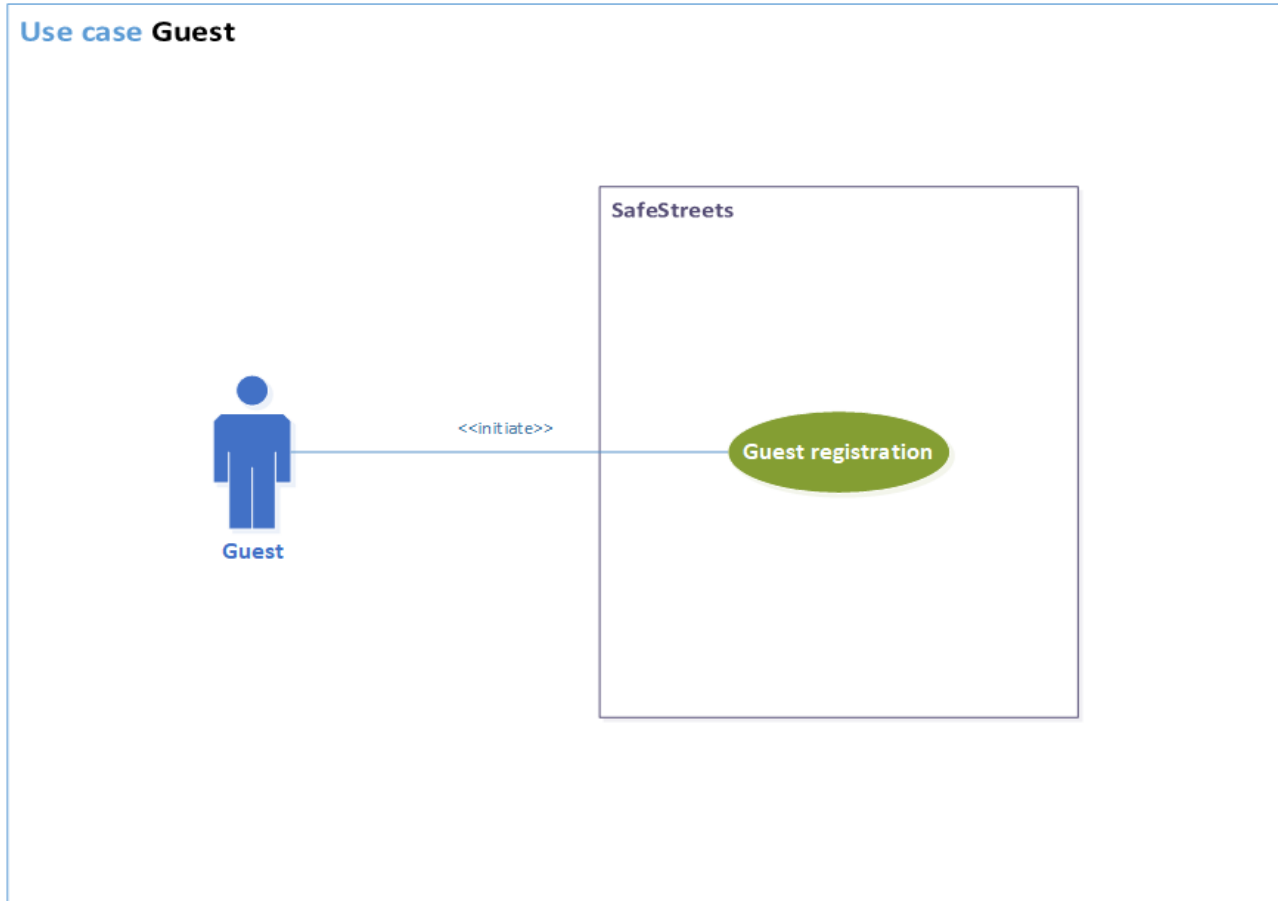 Use case Guest
SafeStreets
<<initiate>>
Guest registration
Guest